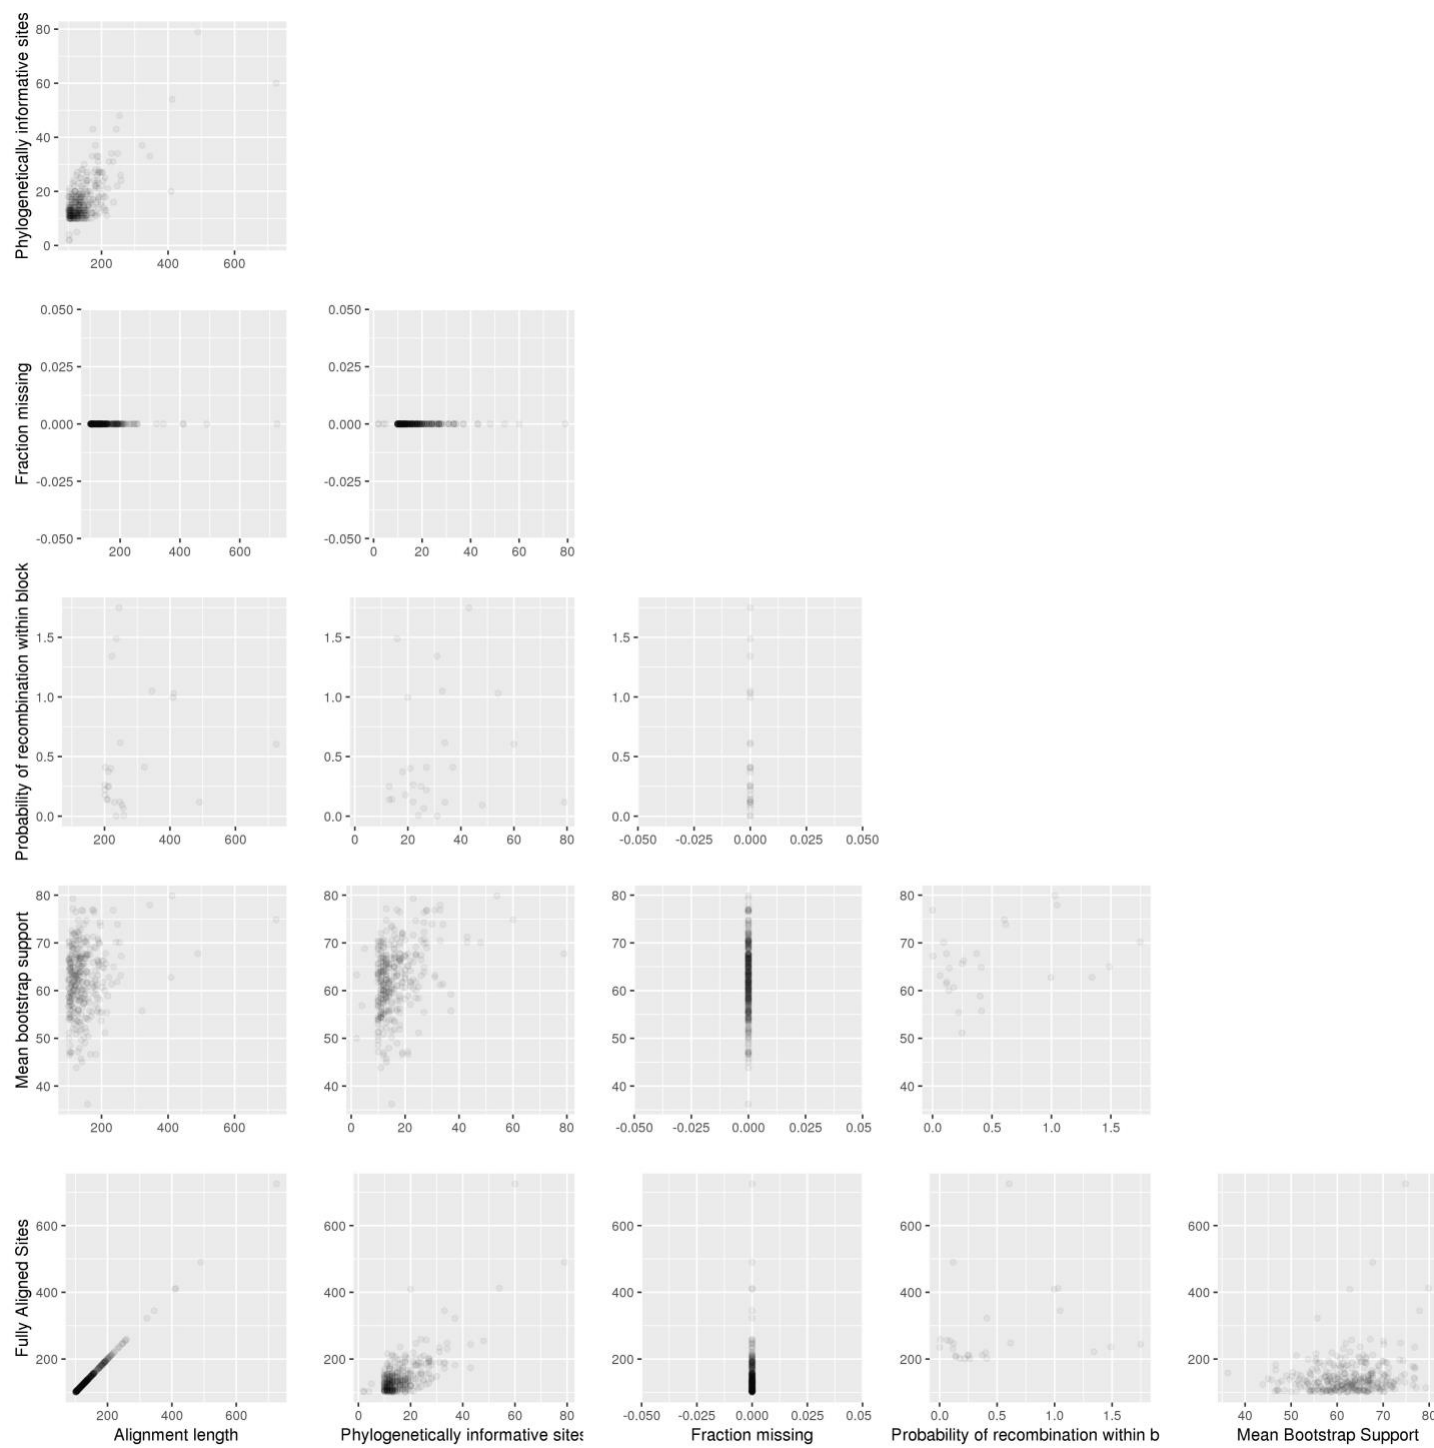 Phylogenetically informative sites
80
60
40
20
0
200 400 600
Fraction missing
0.050
0.025
0.000
-0.025
-0.050
200 400 600
0.050
0.025
0.000
-0.025
-0.050
0 20 40 60 80
Probability of recombination within block
1.5
1.0
0.5
0.0
200 400 600
1.5
1.0
0.5
0.0
0 20 40 60 80
1.5
1.0
0.5
0.0
-0.050 -0.025 0.000 0.025 0.050
Mean bootstrap support
80
70
60
50
40
200 400 600
80
70
60
50
40
0 20 40 60 80
80
70
60
50
40
-0.050 -0.025 0.000 0.025 0.05
80
70
60
50
40
0.0 0.5 1.0 1.5
Fully Aligned Sites
600
400
200
200 400 600
Alignment length
600
400
200
0 20 40 60 80
Phylogenetically informative sites
600
400
200
-0.050 -0.025 0.000 0.025 0.05
Fraction missing
600
400
200
0.0 0.5 1.0 1.5
Probability of recombination within b
600
400
200
40 50 60 70 80
Mean Bootstrap Support